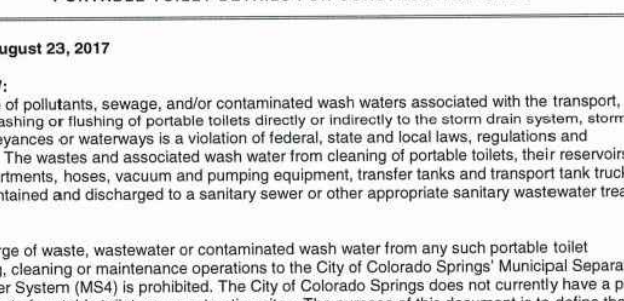 ugust 23, 2017
:
of pollutants, sewage, and/or contaminated wash waters associated with the transport,
ashing or flushing of portable toilets directly or indirectly to the storm drain system, storm
eyances or waterways is a violation of federal, state and local laws, regulations and
The wastes and associated wash water from cleaning of portable toilets, their reservoirs
rtments, hoses, vacuum and pumping equipment, transfer tanks and transport tank truck
ntained and discharged to a sanitary sewer or other appropriate sanitary wastewater trea
rge of waste, wastewater or contaminated wash water from any such portable toilet
, cleaning or maintenance operations to the City of Colorado Springs' Municipal Separa
er System (MS4) is prohibited. The City of Colorado Springs does not currently have a p